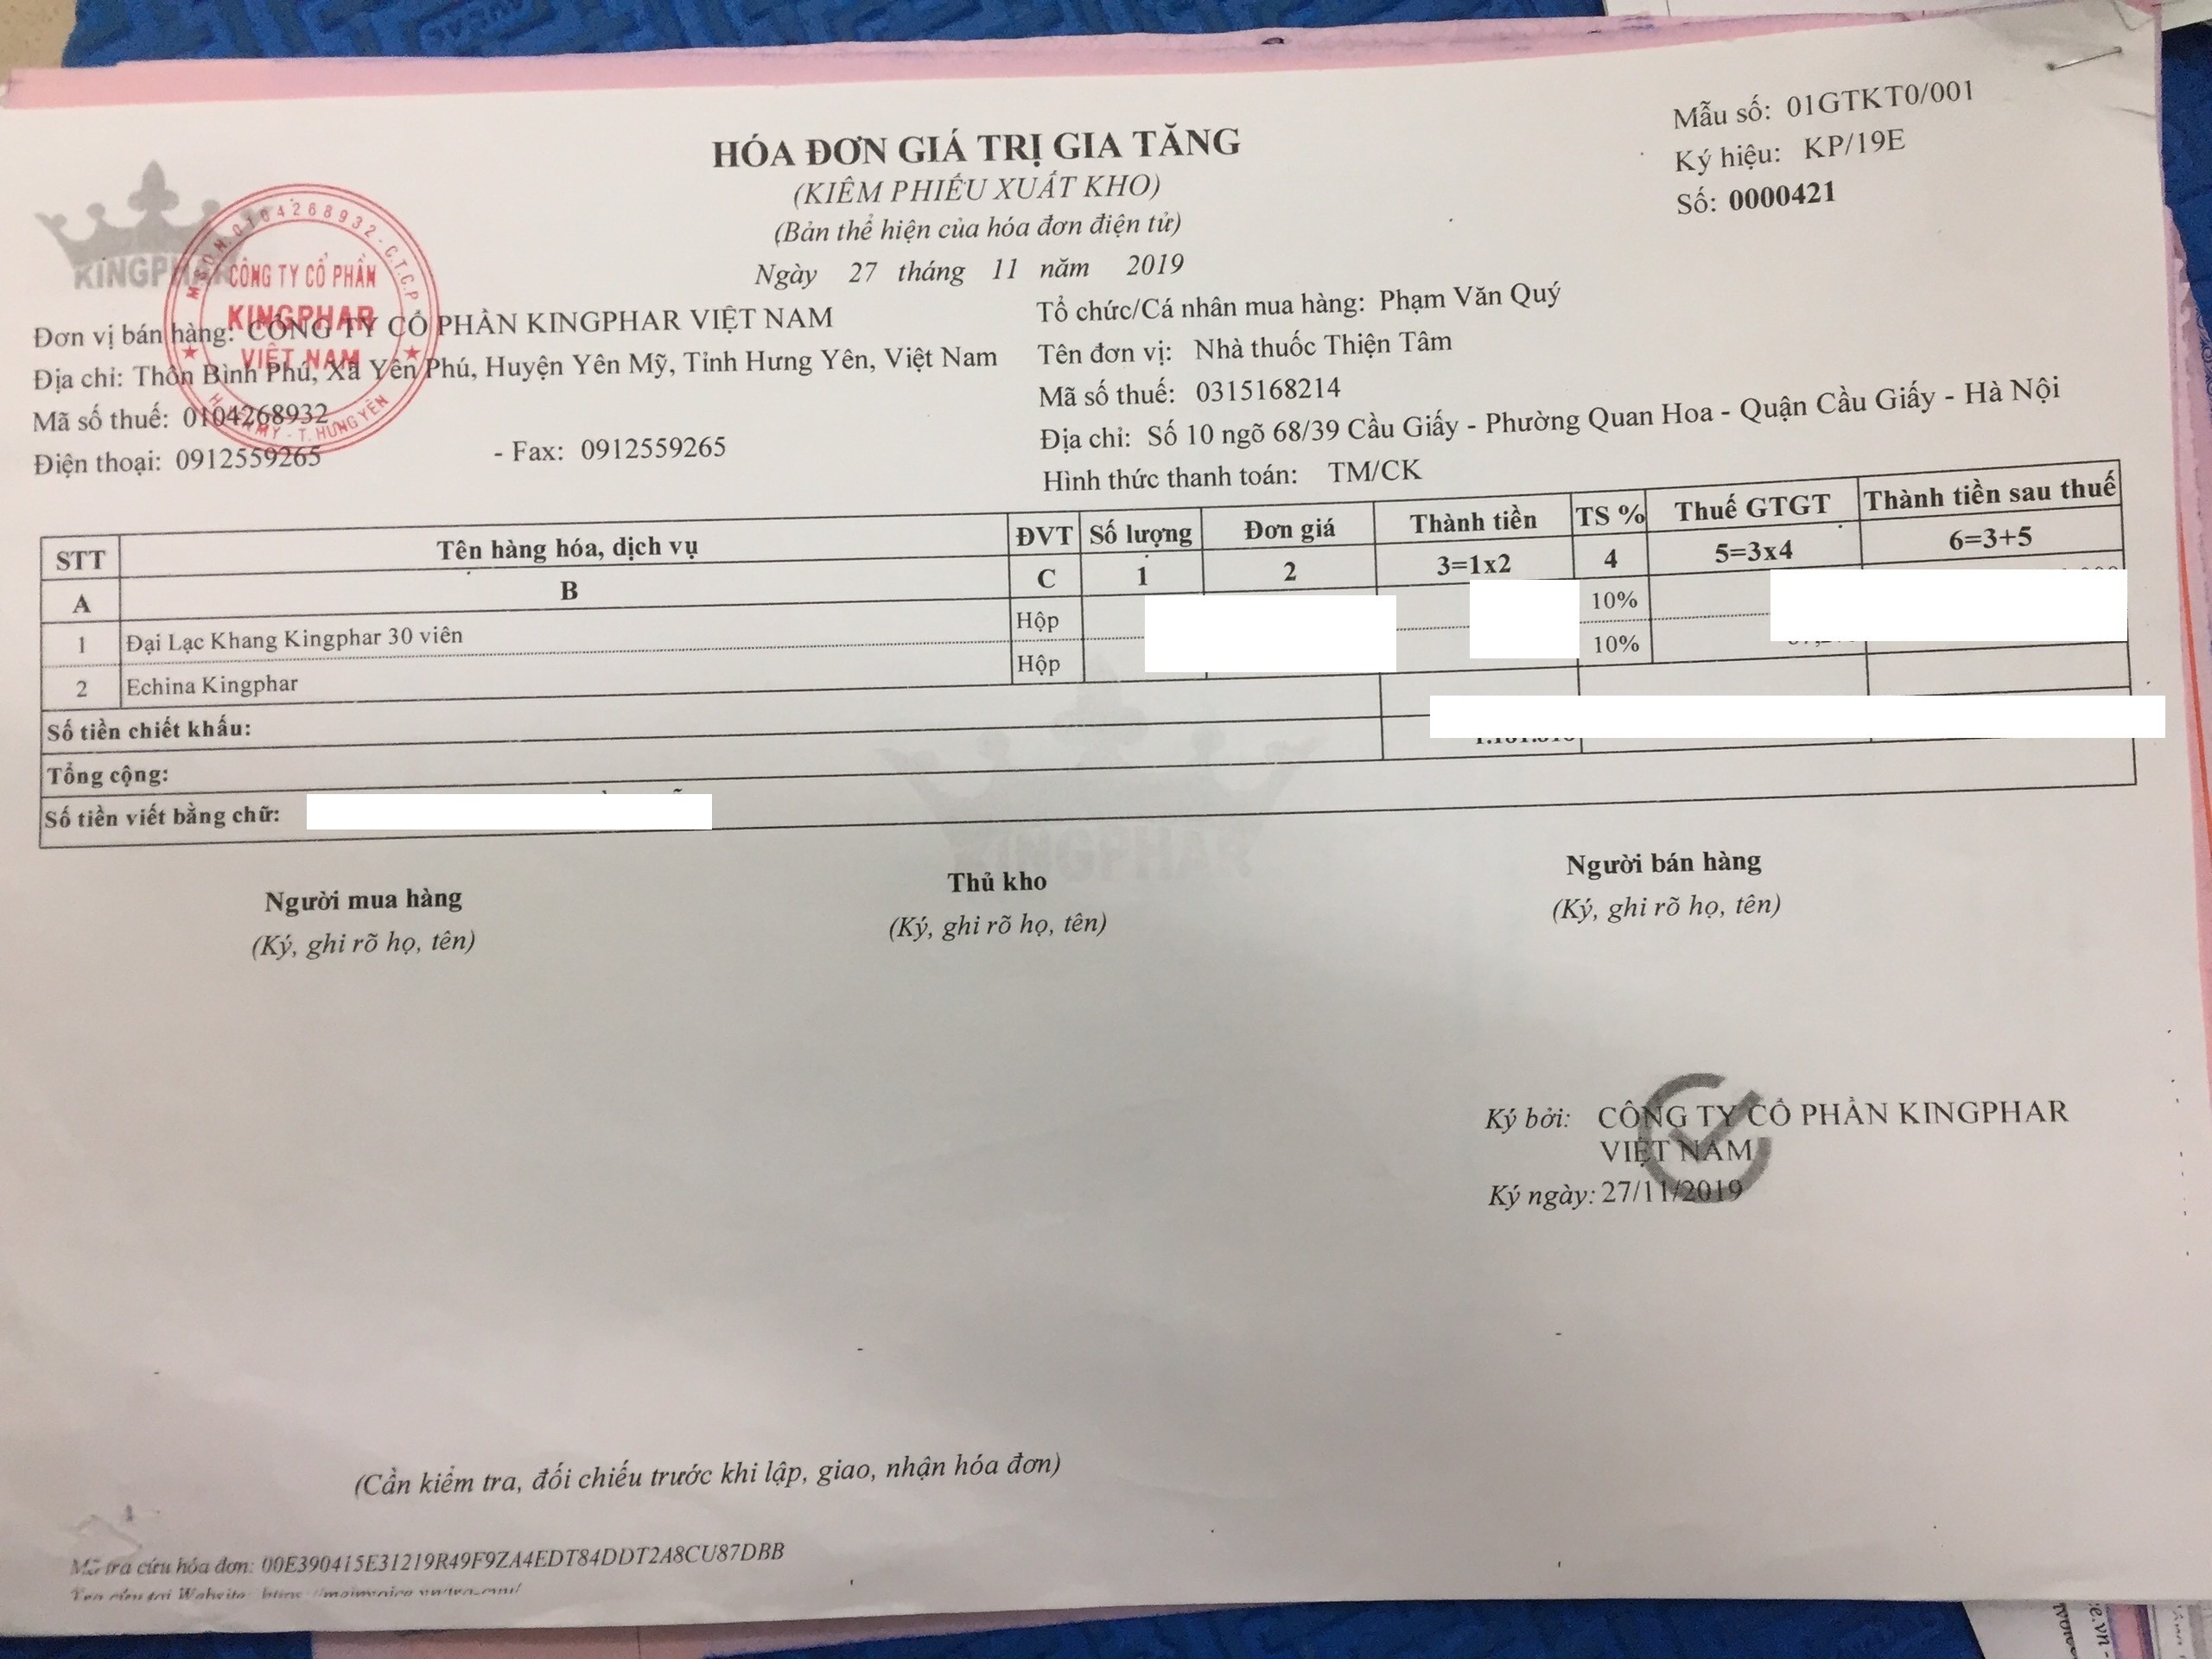 Mẫu số: 01GTKT0/001
Ký hiệu: KP/19E
Số: 0000421
HÓA ĐƠN GIÁ TRỊ GIA TĂNG
(KIÊM PHIẾU XUẤT KHO)
(Bản thể hiện của hóa đơn điện tử)
Ngày 27 tháng 11 năm 2019
KINGPHAR
M.S.D.N:0104268932-C.T.C.P
CÔNG TY CỔ PHẦN
KINGPHAR
VIỆT NAM
MỸ - T. HƯNG YÊN
Đơn vị bán hàng: CÔNG TY CỔ PHẦN KINGPHAR VIỆT NAM
Địa chỉ: Thôn Bình Phú, Xã Yên Phú, Huyện Yên Mỹ, Tỉnh Hưng Yên, Việt Nam
Mã số thuế: 0104268932
Điện thoại: 0912559265 - Fax: 0912559265
Tổ chức/Cá nhân mua hàng: Phạm Văn Quý
Tên đơn vị: Nhà thuốc Thiện Tâm
Mã số thuế: 0315168214
Địa chỉ: Số 10 ngõ 68/39 Cầu Giấy - Phường Quan Hoa - Quận Cầu Giấy - Hà Nội
Hình thức thanh toán: TM/CK
STT Tên hàng hóa, dịch vụ ĐVT Số lượng Đơn giá Thành tiền TS % Thuế GTGT Thành tiền sau thuế
A B C 1 2 3=1x2 4 5=3x4 6=3+5
1 Đại Lạc Khang Kingphar 30 viên Hộp 10%
2 Echina Kingphar Hộp 10%
Số tiền chiết khấu:
Tổng cộng:
Số tiền viết bằng chữ:
KINGPHAR
Người mua hàng Thủ kho Người bán hàng
(Ký, ghi rõ họ, tên) (Ký, ghi rõ họ, tên) (Ký, ghi rõ họ, tên)
Ký bởi: CÔNG TY CỔ PHẦN KINGPHAR
VIỆT NAM
Ký ngày: 27/11/2019
(Cần kiểm tra, đối chiếu trước khi lập, giao, nhận hóa đơn)
Mã tra cứu hóa đơn: 00E390415E31219R49F9ZA4EDT84DDT2A8CU87DBB